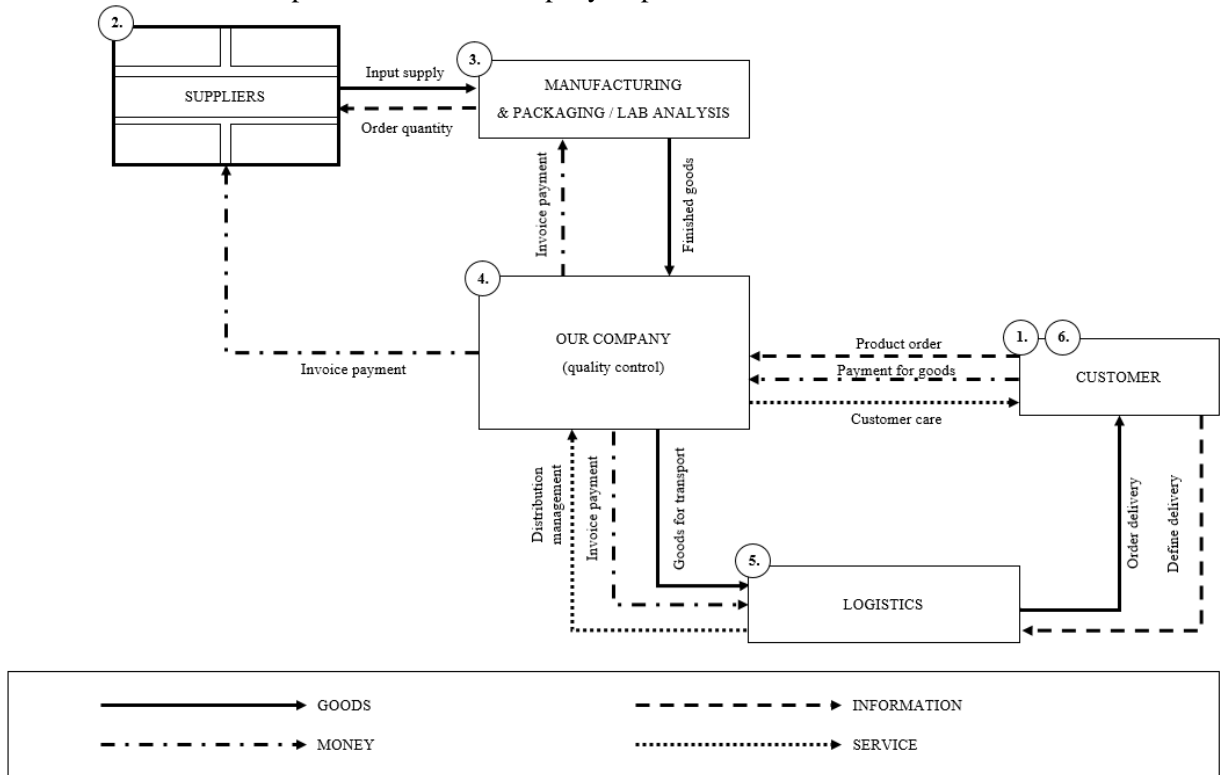 2.
SUPPLIERS
Input supply
Order quantity
3.
MANUFACTURING
& PACKAGING / LAB ANALYSIS
Invoice payment
Finished goods
4.
OUR COMPANY
(quality control)
Invoice payment
1.
6.
CUSTOMER
Product order
Payment for goods
Customer care
Distribution
management
Invoice payment
Goods for transport
5.
LOGISTICS
Order delivery
Define delivery
GOODS
INFORMATION
MONEY
SERVICE